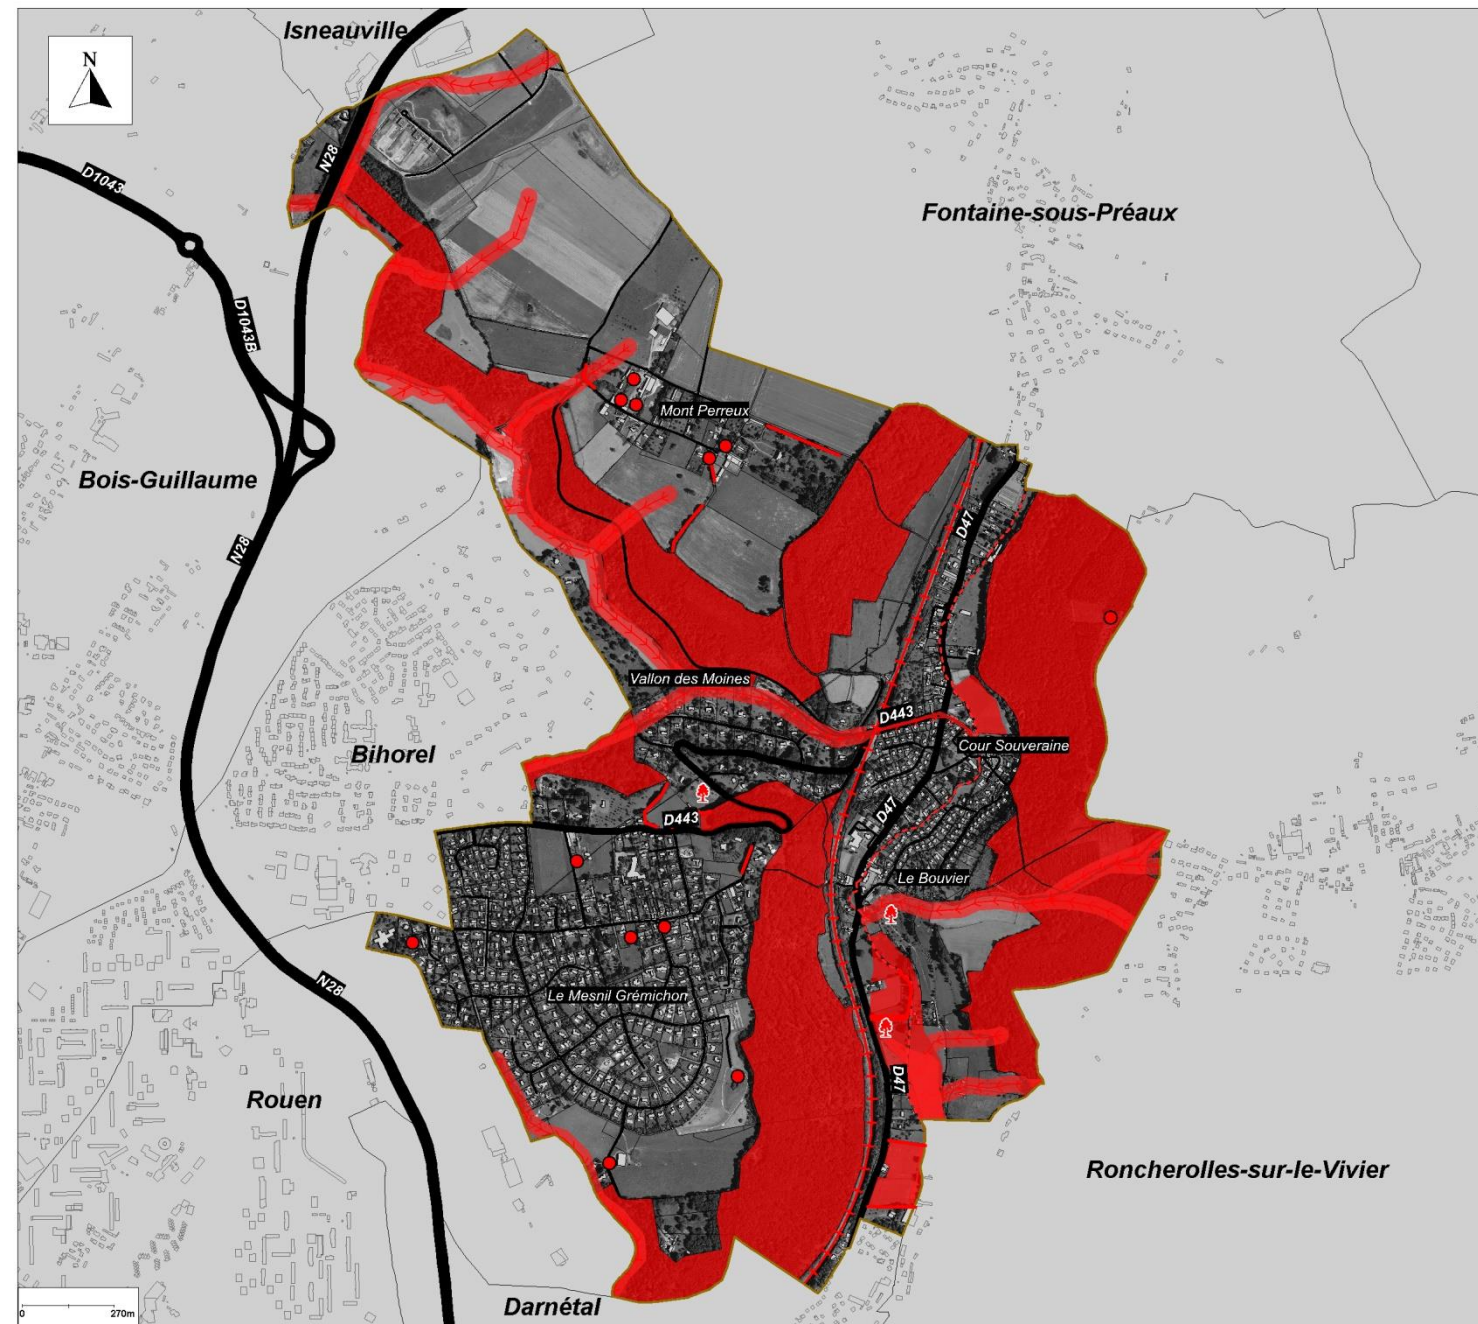 Isneauville
N
N28
D1043
Fontaine-sous-Préaux
D1043B
Mont Perreux
Bois-Guillaume
D47
N28
Vallon des Moines
D443
Cour Souveraine
Bihorel
D443
D47
Le Bouvier
N28
Le Mesnil Grémichon
D47
Rouen
Roncherolles-sur-le-Vivier
0 270m
Darnétal